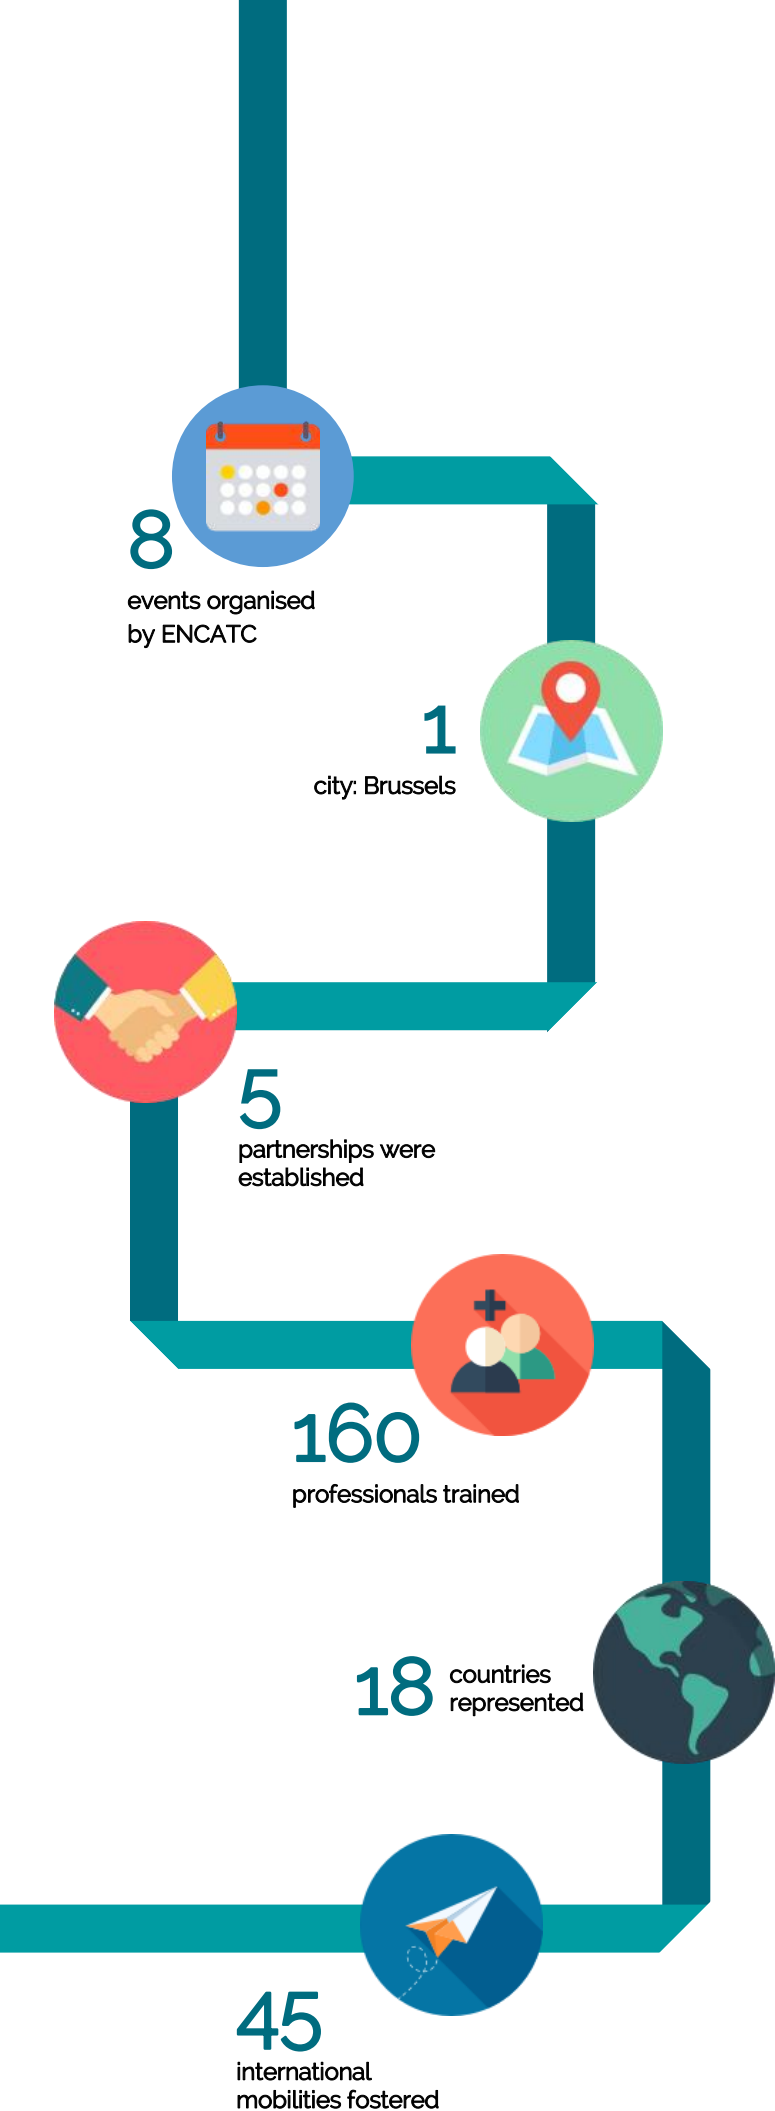 8
events organised
by ENCATC
1
city: Brussels
5
partnerships were
established
160
professionals trained
18
countries
represented
45
international
mobilities fostered